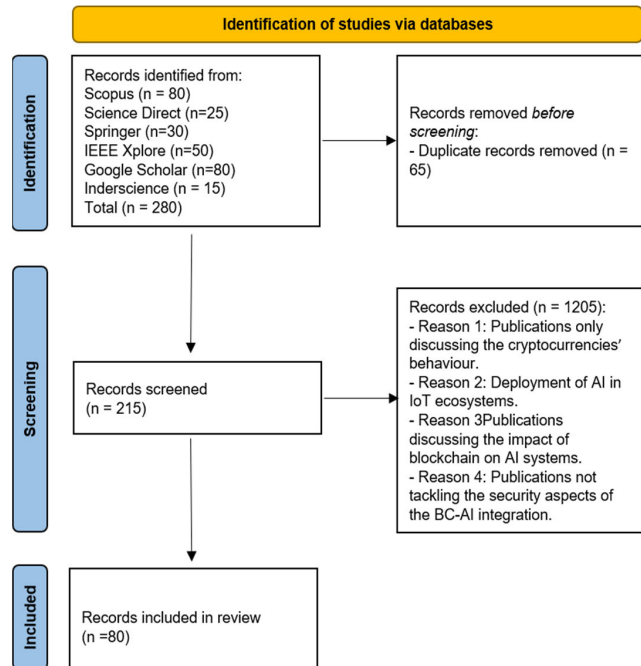 Identification of studies via databases
Identification
Records identified from:
Scopus (n = 80)
Science Direct (n=25)
Springer (n=30)
IEEE Xplore (n=50)
Google Scholar (n=80)
Inderscience (n = 15)
Total (n = 280)
Records removed before
screening:
- Duplicate records removed (n =
65)
Screening
Records screened
(n = 215)
Records excluded (n = 1205):
- Reason 1: Publications only
discussing the cryptocurrencies’
behaviour.
- Reason 2: Deployment of AI in
IoT ecosystems.
- Reason 3Publications
discussing the impact of
blockchain on AI systems.
- Reason 4: Publications not
tackling the security aspects of
the BC-AI integration.
Included
Records included in review
(n =80)